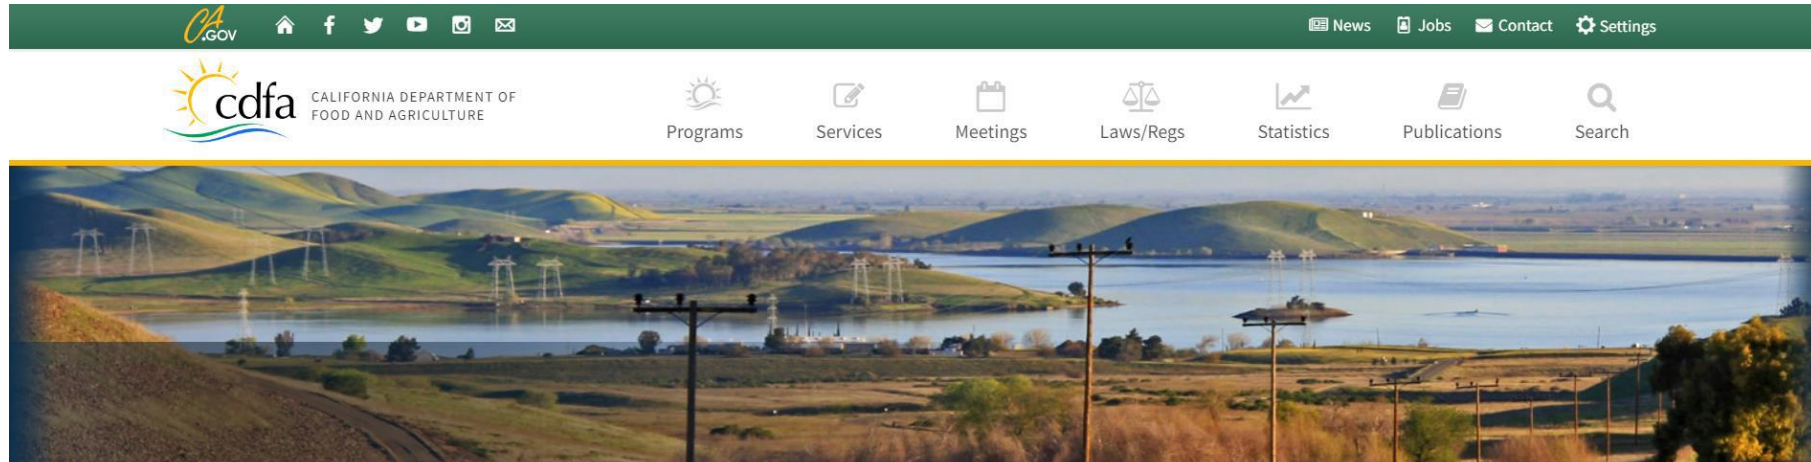 CA.GOV
News
Jobs
Contact
Settings
cdfa
CALIFORNIA DEPARTMENT OF
FOOD AND AGRICULTURE
Programs
Services
Meetings
Laws/Regs
Statistics
Publications
Search